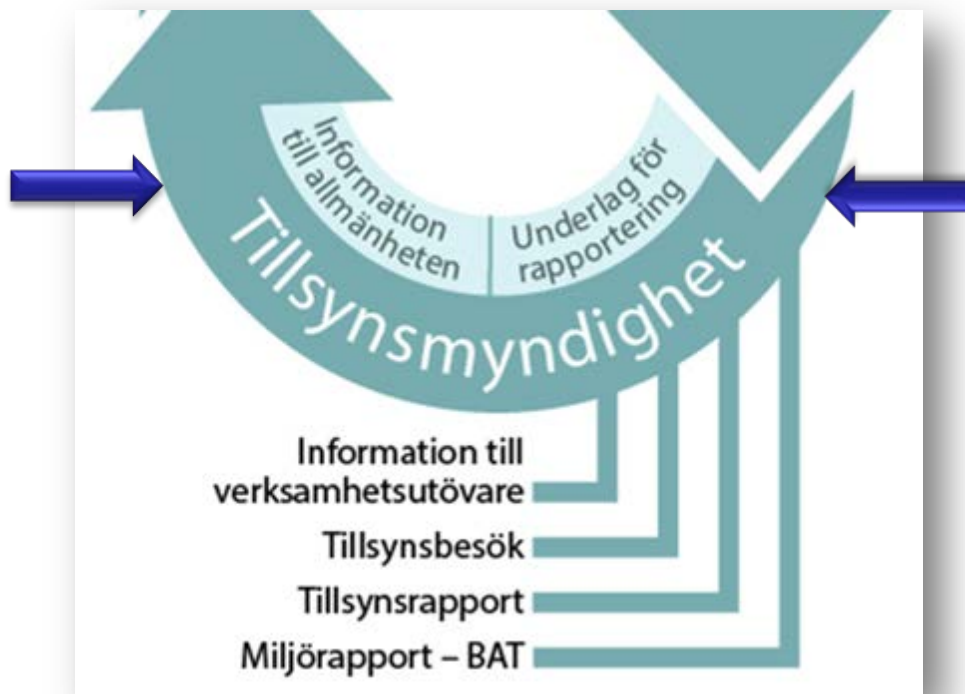 Information
till allmänheten
Underlag för
rapportering
Tillsynsmyndighet
Information till
verksamhetsutövare
Tillsynsbesök
Tillsynsrapport
Miljörapport – BAT